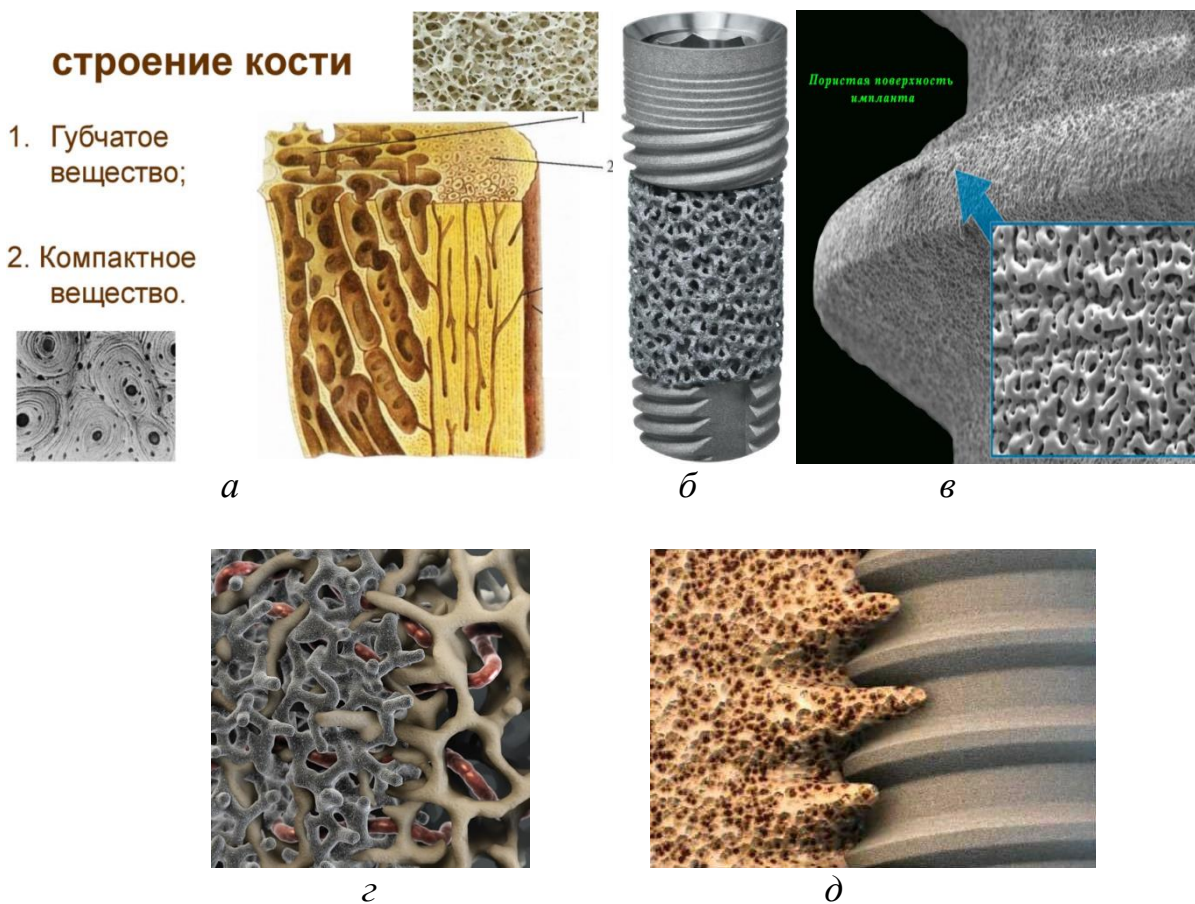 строение кости
1. Губчатое
вещество;
2. Компактное
вещество.
1
2
Пористая поверхность
импланта
а
б
в
г
д